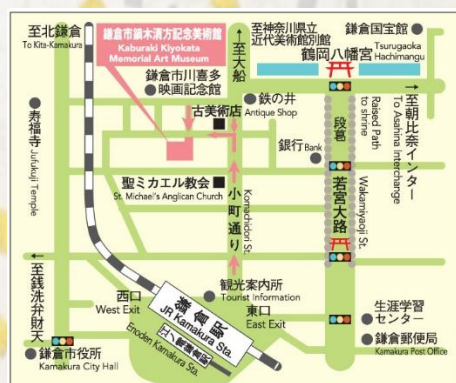 至北鎌倉
To Kita-Kamakura
鎌倉市鏑木清方記念美術館
Kaburaki Kiyokata
Memorial Art Museum
至大船
至神奈川県立
近代美術館別館
鎌倉国宝館
鶴岡八幡宮
Tsurugaoka
Hachimangu
鎌倉市川喜多
映画記念館
古美術店
鉄の井
Antique Shop
寿福寺
Jufukuji Temple
銀行
Bank
段葛
Raised Path
to shrine
至朝比奈インター
To Asahina Interchange
聖ミカエル教会
St. Michael's Anglican Church
小町通り
Komachidori St.
若宮大路
Wakamiyaoji St.
至銭洗弁財天
西口
West Exit
鎌倉駅
JR Kamakura Sta.
江ノ電鎌倉駅
Enoden Kamakura Sta.
観光案内所
Tourist Information
東口
East Exit
生涯学習
センター
鎌倉郵便局
Kamakura Post Office
鎌倉市役所
Kamakura City Hall